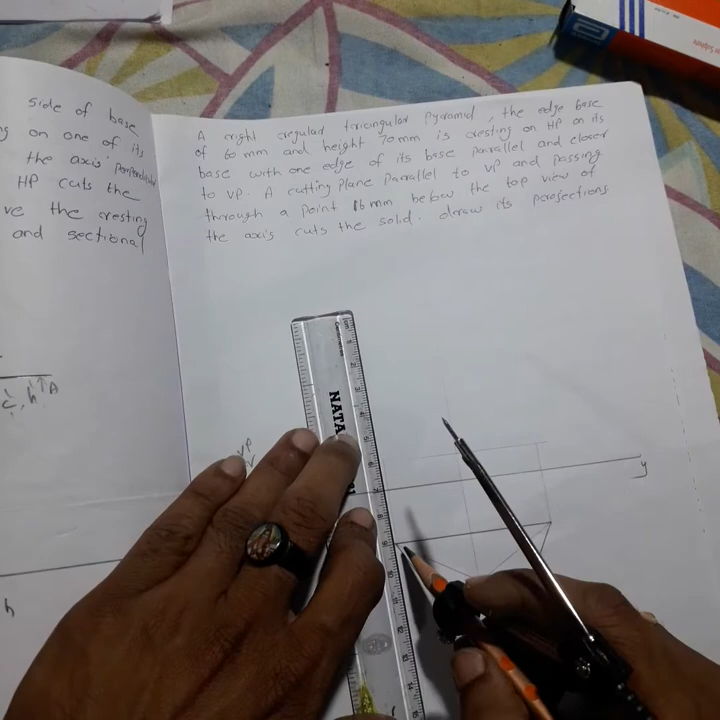 side of base
on one of its
the axis perpendicular
HP cuts the
ve the resting
and sectional
A right regular triangular pyramid, the edge base
of 60 mm and height 70 mm is resting on HP on its
base with one edge of its base parallel and closer
to VP. A cutting plane parallel to VP and passing
through a point 16 mm below the top view of
the axis cuts the solid. draw its projections
NATA
VP
y
h